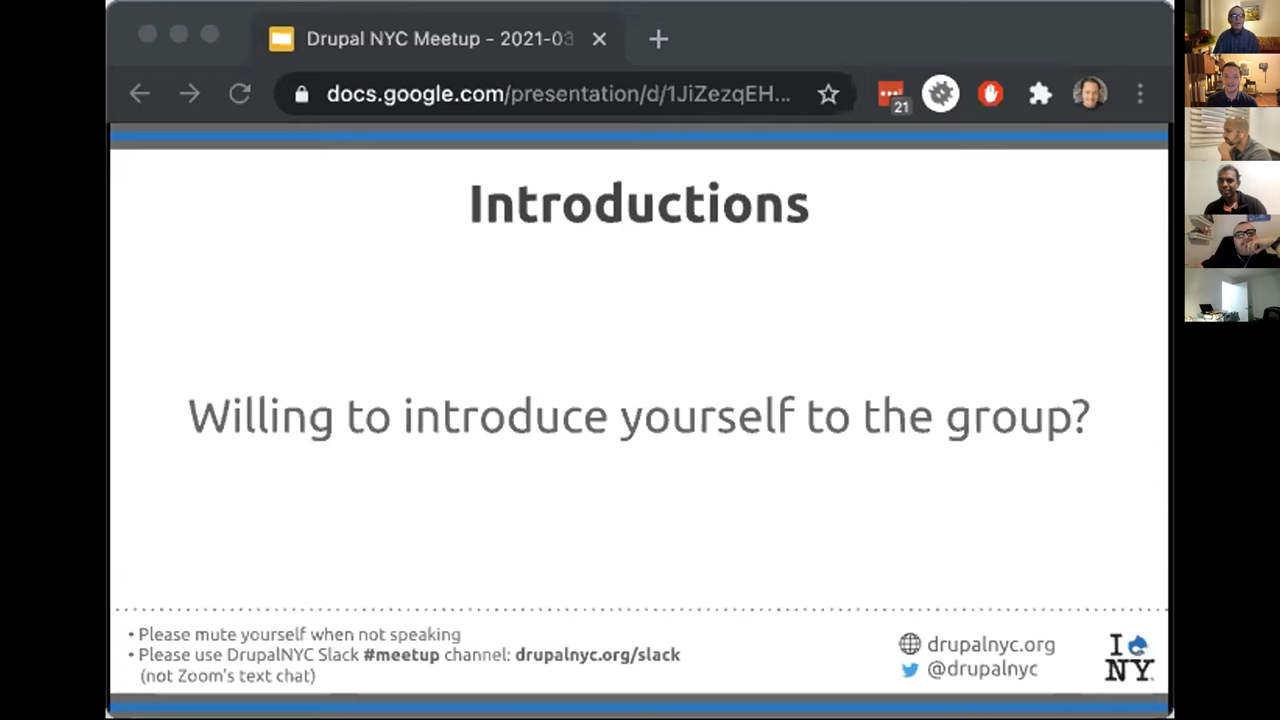 Drupal NYC Meetup - 2021-03
docs.google.com/presentation/d/1JiZezqEH...
21
Introductions
Willing to introduce yourself to the group?
• Please mute yourself when not speaking
• Please use DrupalNYC Slack #meetup channel: drupalnyc.org/slack
(not Zoom's text chat)
drupalnyc.org
@drupalnyc
I
NY